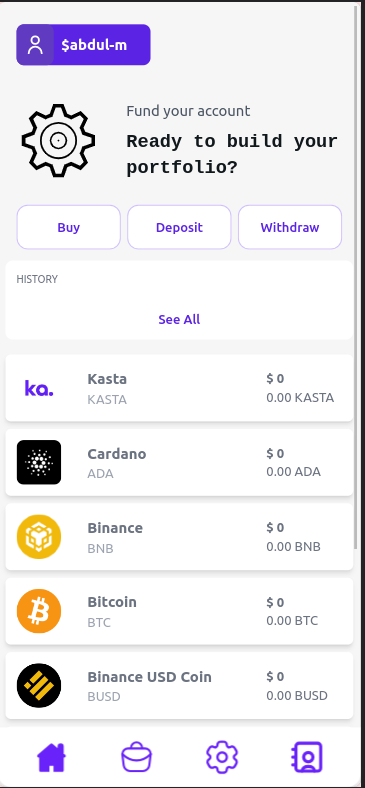 $abdul-m
Fund your account
Ready to build your
portfolio?
Buy
Deposit
Withdraw
HISTORY
See All
ka.
Kasta
KASTA
$ 0
0.00 KASTA
Cardano
ADA
$ 0
0.00 ADA
Binance
BNB
$ 0
0.00 BNB
Bitcoin
BTC
$ 0
0.00 BTC
Binance USD Coin
BUSD
$ 0
0.00 BUSD